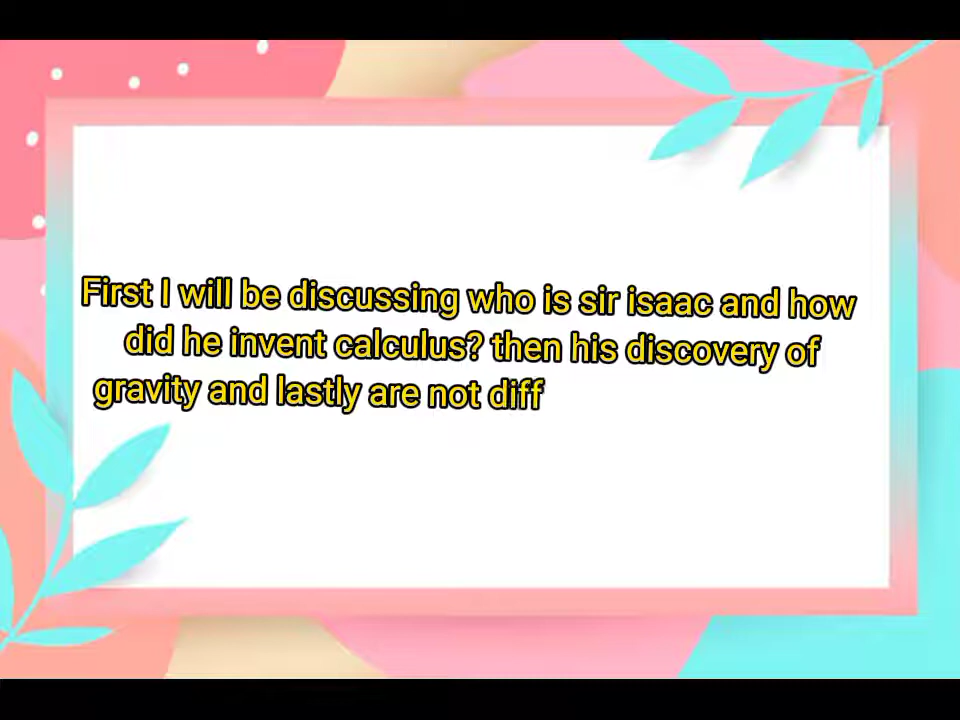 First I will be discussing who is sir isaac and how
did he invent calculus? then his discovery of
gravity and lastly are not diff